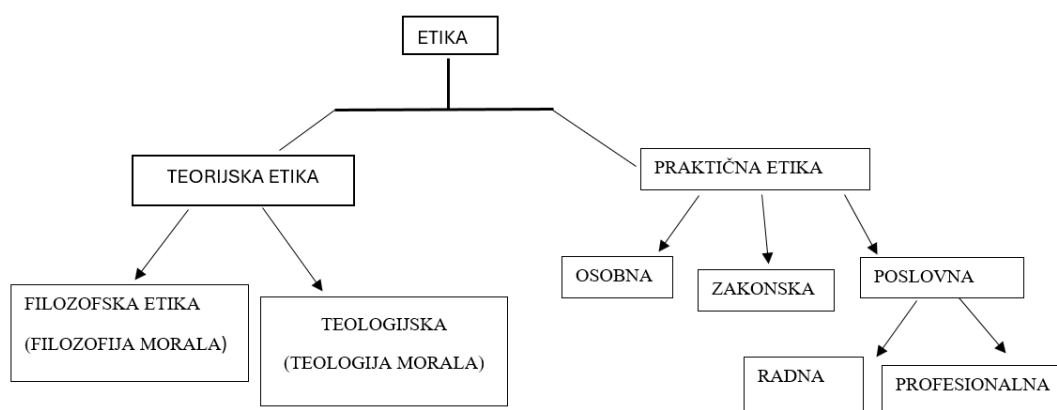 ETIKA
TEORIJSKA ETIKA
PRAKTIČNA ETIKA
FILOZOFSKA ETIKA
(FILOZOFIJA MORALA)
TEOLOGIJSKA
(TEOLOGIJA MORALA)
OSOBNA
ZAKONSKA
POSLOVNA
RADNA
PROFESIONALNA